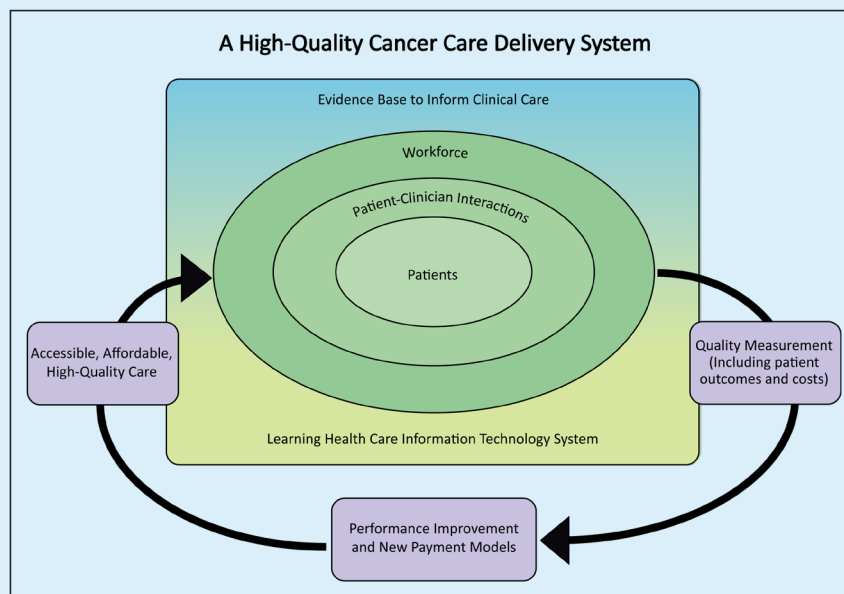 A High-Quality Cancer Care Delivery System
Evidence Base to Inform Clinical Care
Workforce
Patient-Clinician Interactions
Patients
Accessible, Affordable,
High-Quality Care
Quality Measurement
(Including patient
outcomes and costs)
Learning Health Care Information Technology System
Performance Improvement
and New Payment Models